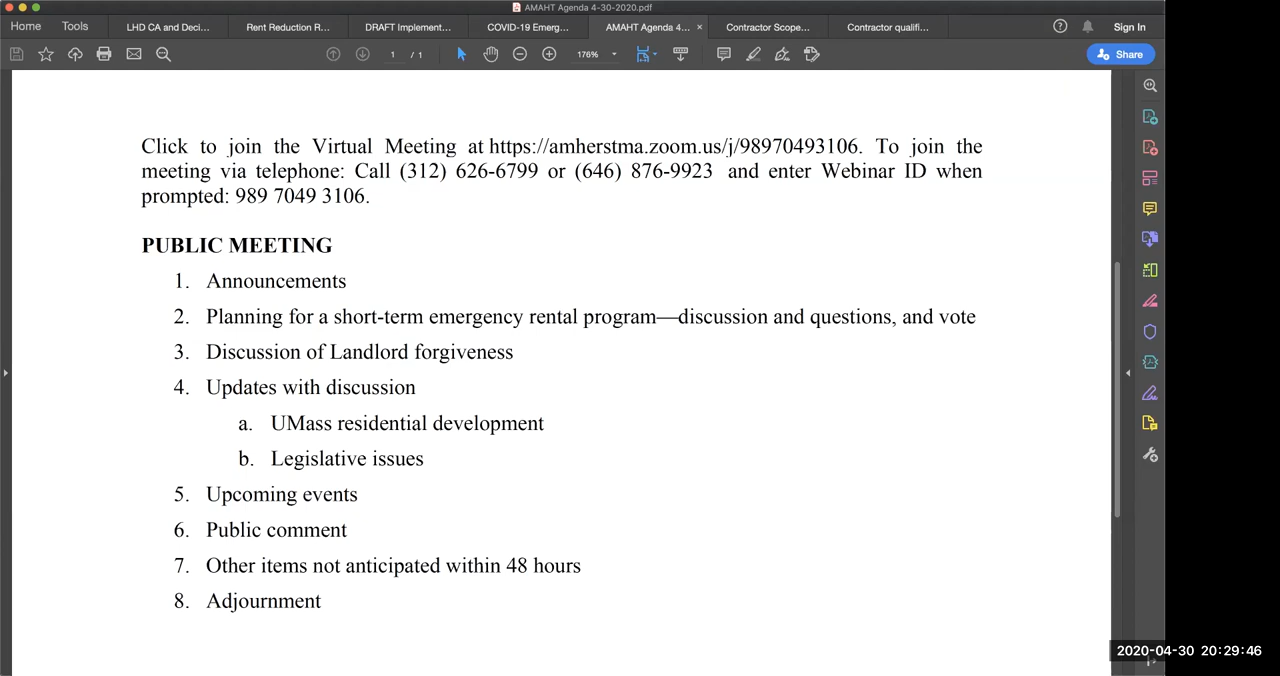 AMAHT Agenda 4-30-2020.pdf
Home Tools LHD CA and Deci... Rent Reduction R... DRAFT Implement... COVID-19 Emerg... AMAHT Agenda 4... × Contractor Scope... Contractor qualifi... Sign In
1 / 1 176% Share
Click to join the Virtual Meeting at https://amherstma.zoom.us/j/98970493106. To join the
meeting via telephone: Call (312) 626-6799 or (646) 876-9923 and enter Webinar ID when
prompted: 989 7049 3106.
PUBLIC MEETING
1. Announcements
2. Planning for a short-term emergency rental program—discussion and questions, and vote
3. Discussion of Landlord forgiveness
4. Updates with discussion
a. UMass residential development
b. Legislative issues
5. Upcoming events
6. Public comment
7. Other items not anticipated within 48 hours
8. Adjournment
2020-04-30 20:29:46